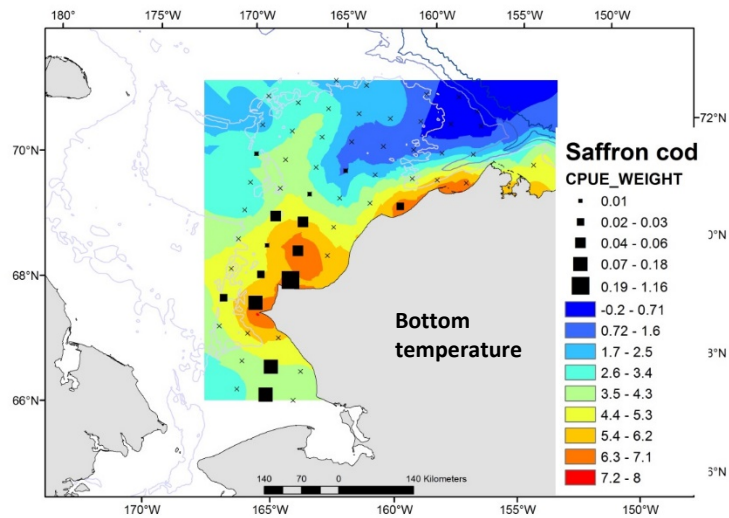 180° 170°W 165°W 160°W 155°W 150°W
72°N
70°N
Saffron cod
CPUE_WEIGHT
0.01
0.02 - 0.03
0.04 - 0.06
0.07 - 0.18
0.19 - 1.16
-0.2 - 0.71
0.72 - 1.6
1.7 - 2.5
2.6 - 3.4
3.5 - 4.3
4.4 - 5.3
5.4 - 6.2
6.3 - 7.1
7.2 - 8
0°N
68°N
Bottom
temperature
3°N
66°N
6°N
140 70 0 140 Kilometers
170°W 165°W 160°W 155°W 150°W